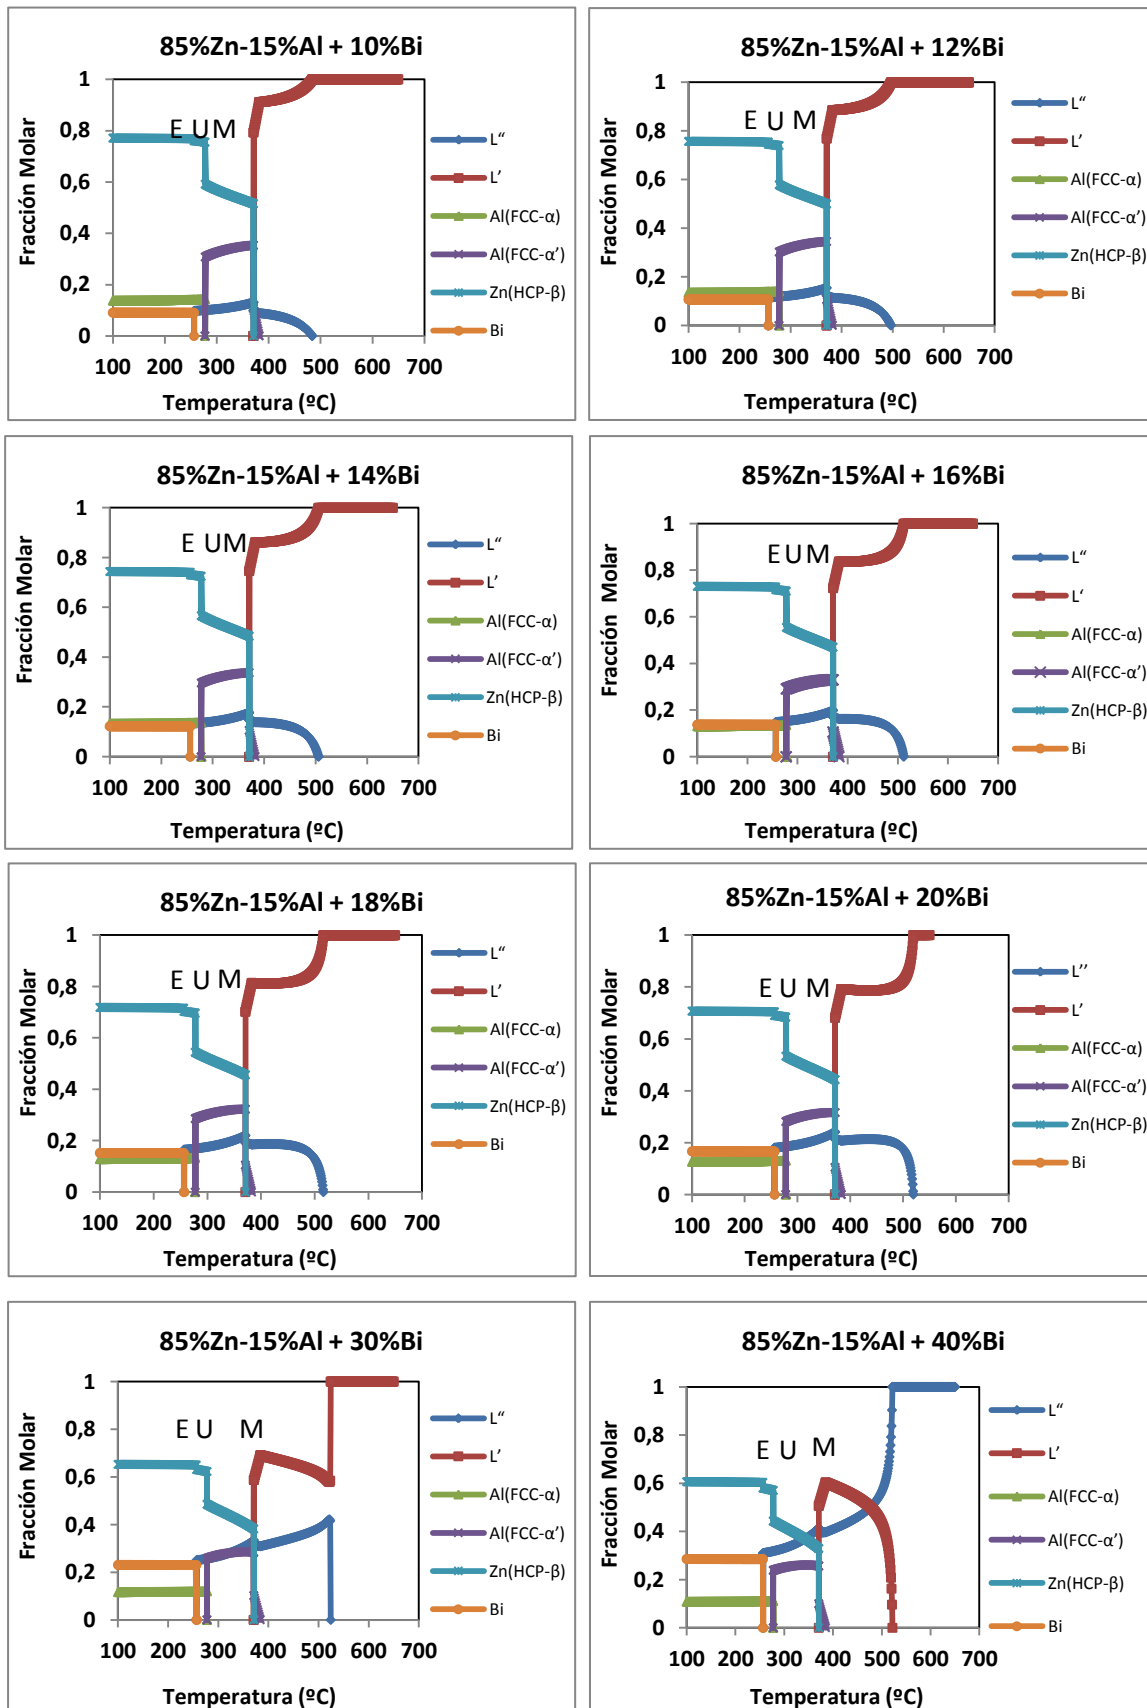 85%Zn-15%Al + 10%Bi
Fracción Molar
1
0,8
0,6
0,4
0,2
0
E U M
100 200 300 400 500 600 700
Temperatura (ºC)
L“
L’
Al(FCC-α)
Al(FCC-α’)
Zn(HCP-β)
Bi
85%Zn-15%Al + 12%Bi
Fracción Molar
1
0,8
0,6
0,4
0,2
0
E U M
100 200 300 400 500 600 700
Temperatura (ºC)
L“
L’
Al(FCC-α)
Al(FCC-α’)
Zn(HCP-β)
Bi
85%Zn-15%Al + 14%Bi
Fracción Molar
1
0,8
0,6
0,4
0,2
0
E U M
100 200 300 400 500 600 700
Temperatura (ºC)
L“
L’
Al(FCC-α)
Al(FCC-α’)
Zn(HCP-β)
Bi
85%Zn-15%Al + 16%Bi
Fracción Molar
1
0,8
0,6
0,4
0,2
0
E U M
100 200 300 400 500 600 700
Temperatura (ºC)
L“
L‘
Al(FCC-α)
Al(FCC-α’)
Zn(HCP-β)
Bi
85%Zn-15%Al + 18%Bi
Fracción Molar
1
0,8
0,6
0,4
0,2
0
E U M
100 200 300 400 500 600 700
Temperatura (ºC)
L“
L’
Al(FCC-α)
Al(FCC-α’)
Zn(HCP-β)
Bi
85%Zn-15%Al + 20%Bi
Fracción Molar
1
0,8
0,6
0,4
0,2
0
E U M
100 200 300 400 500 600 700
Temperatura (ºC)
L’’
L’
Al(FCC-α)
Al(FCC-α’)
Zn(HCP-β)
Bi
85%Zn-15%Al + 30%Bi
Fracción Molar
1
0,8
0,6
0,4
0,2
0
E U M
100 200 300 400 500 600 700
Temperatura (ºC)
L“
L’
Al(FCC-α)
Al(FCC-α’)
Zn(HCP-β)
Bi
85%Zn-15%Al + 40%Bi
Fracción Molar
1
0,8
0,6
0,4
0,2
0
E U M
100 200 300 400 500 600 700
Temperatura (ºC)
L“
L’
Al(FCC-α)
Al(FCC-α’)
Zn(HCP-β)
Bi